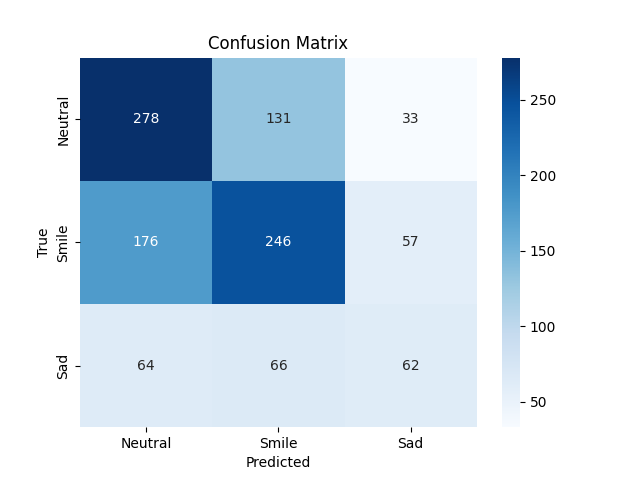 Confusion Matrix
Neutral 278 131 33
Smile 176 246 57
Sad 64 66 62
True
Neutral Smile Sad
Predicted
250
200
150
100
50